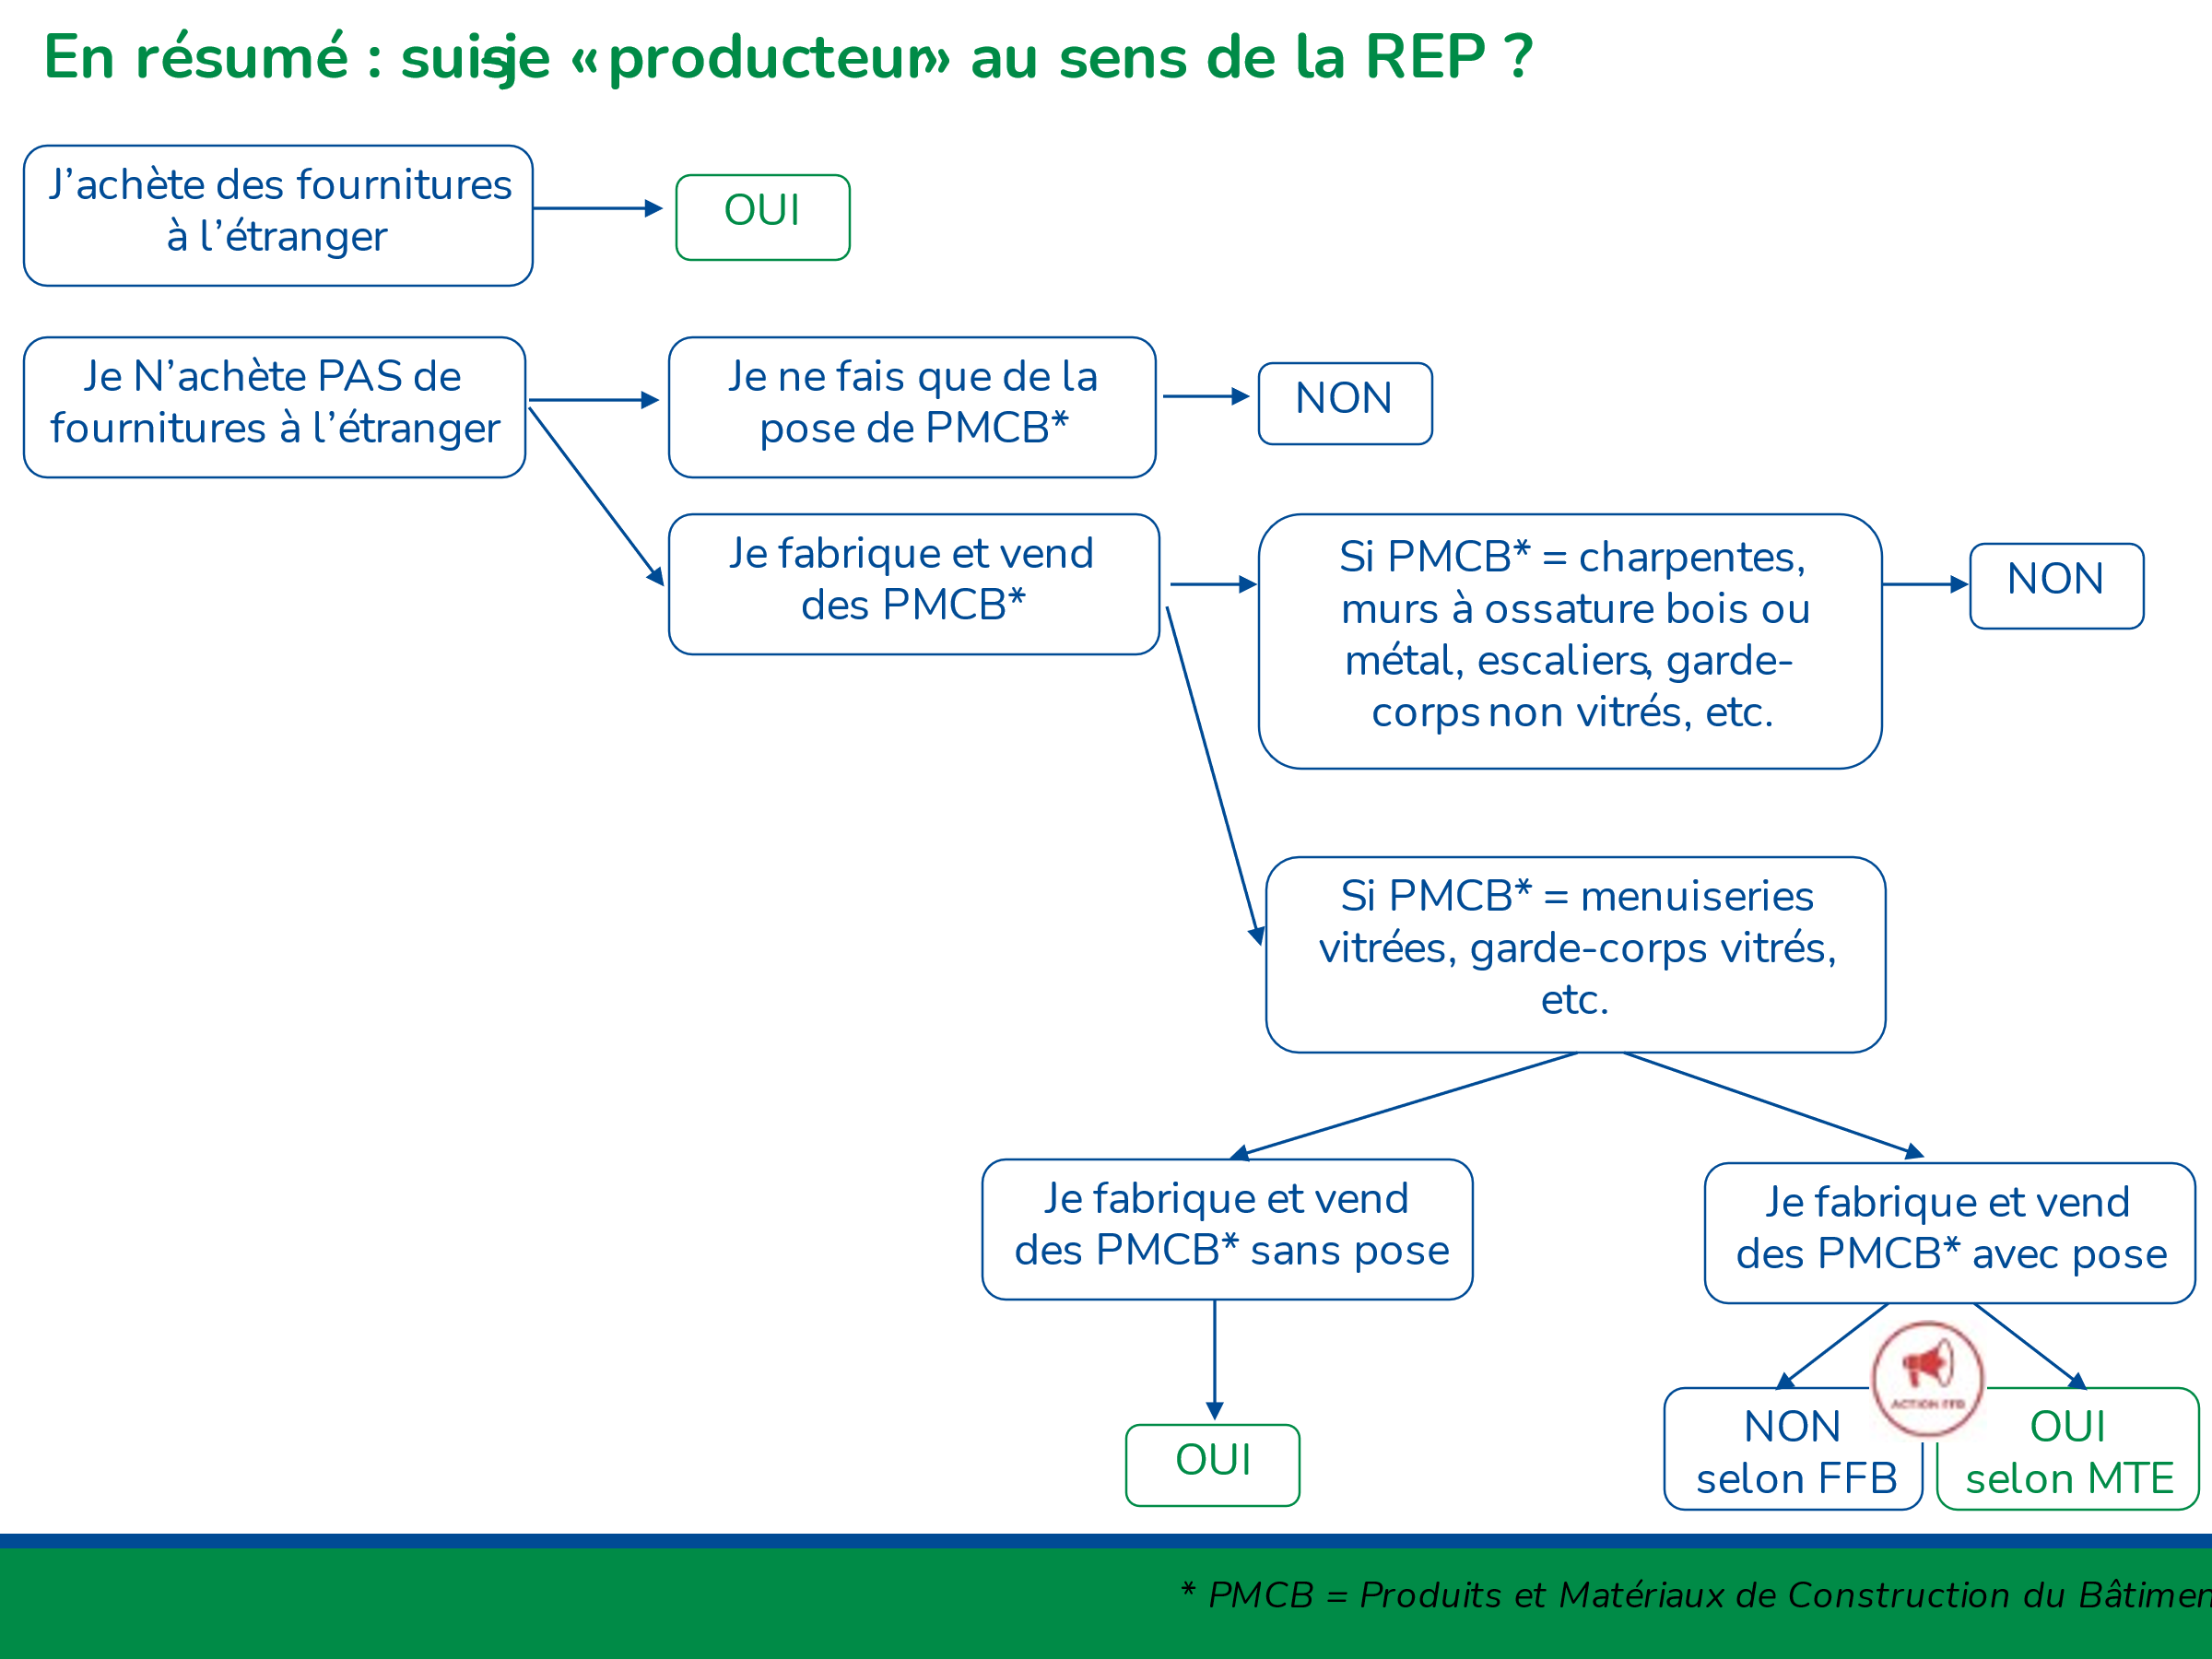 En résumé : suis-je « producteur » au sens de la REP ?
J’achète des fournitures
à l’étranger
OUI
Je N’achète PAS de
fournitures à l’étranger
Je ne fais que de la
pose de PMCB*
NON
Je fabrique et vend
des PMCB*
Si PMCB* = charpentes,
murs à ossature bois ou
métal, escaliers, garde-
corps non vitrés, etc.
NON
Si PMCB* = menuiseries
vitrées, garde-corps vitrés,
etc.
Je fabrique et vend
des PMCB* sans pose
Je fabrique et vend
des PMCB* avec pose
OUI
ACTION FFB
NON
selon FFB
OUI
selon MTE
* PMCB = Produits et Matériaux de Construction du Bâtimen